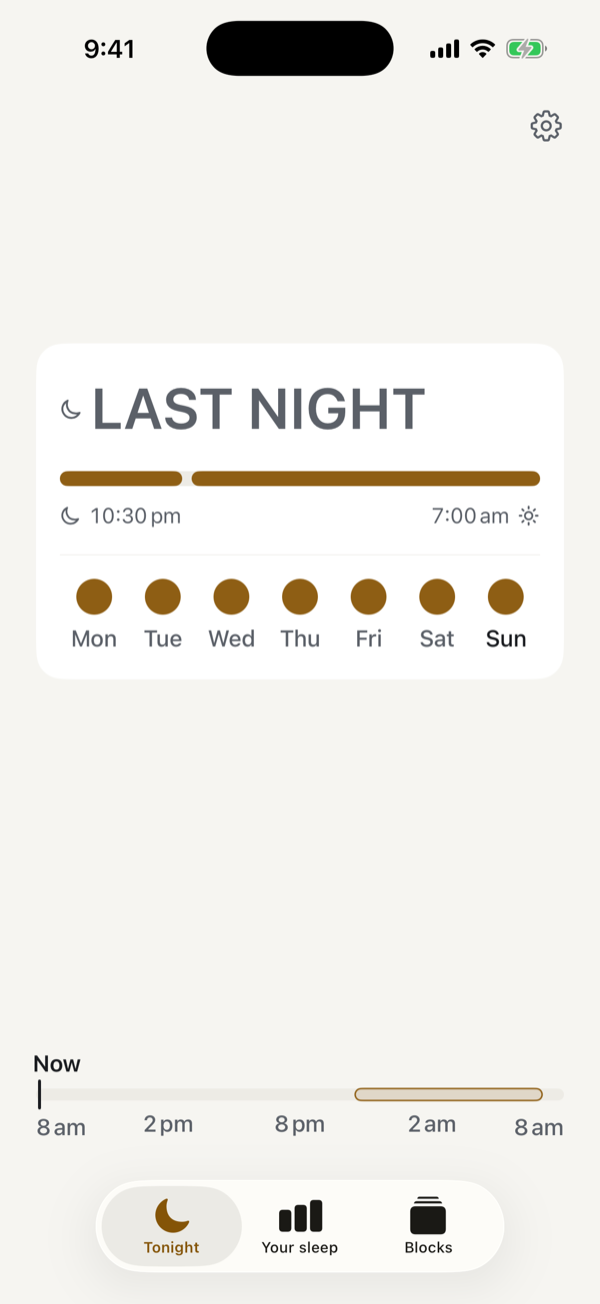 9:41
LAST NIGHT
10:30 pm 7:00 am
Mon Tue Wed Thu Fri Sat Sun
Now
8 am 2 pm 8 pm 2 am 8 am
Tonight Your sleep Blocks